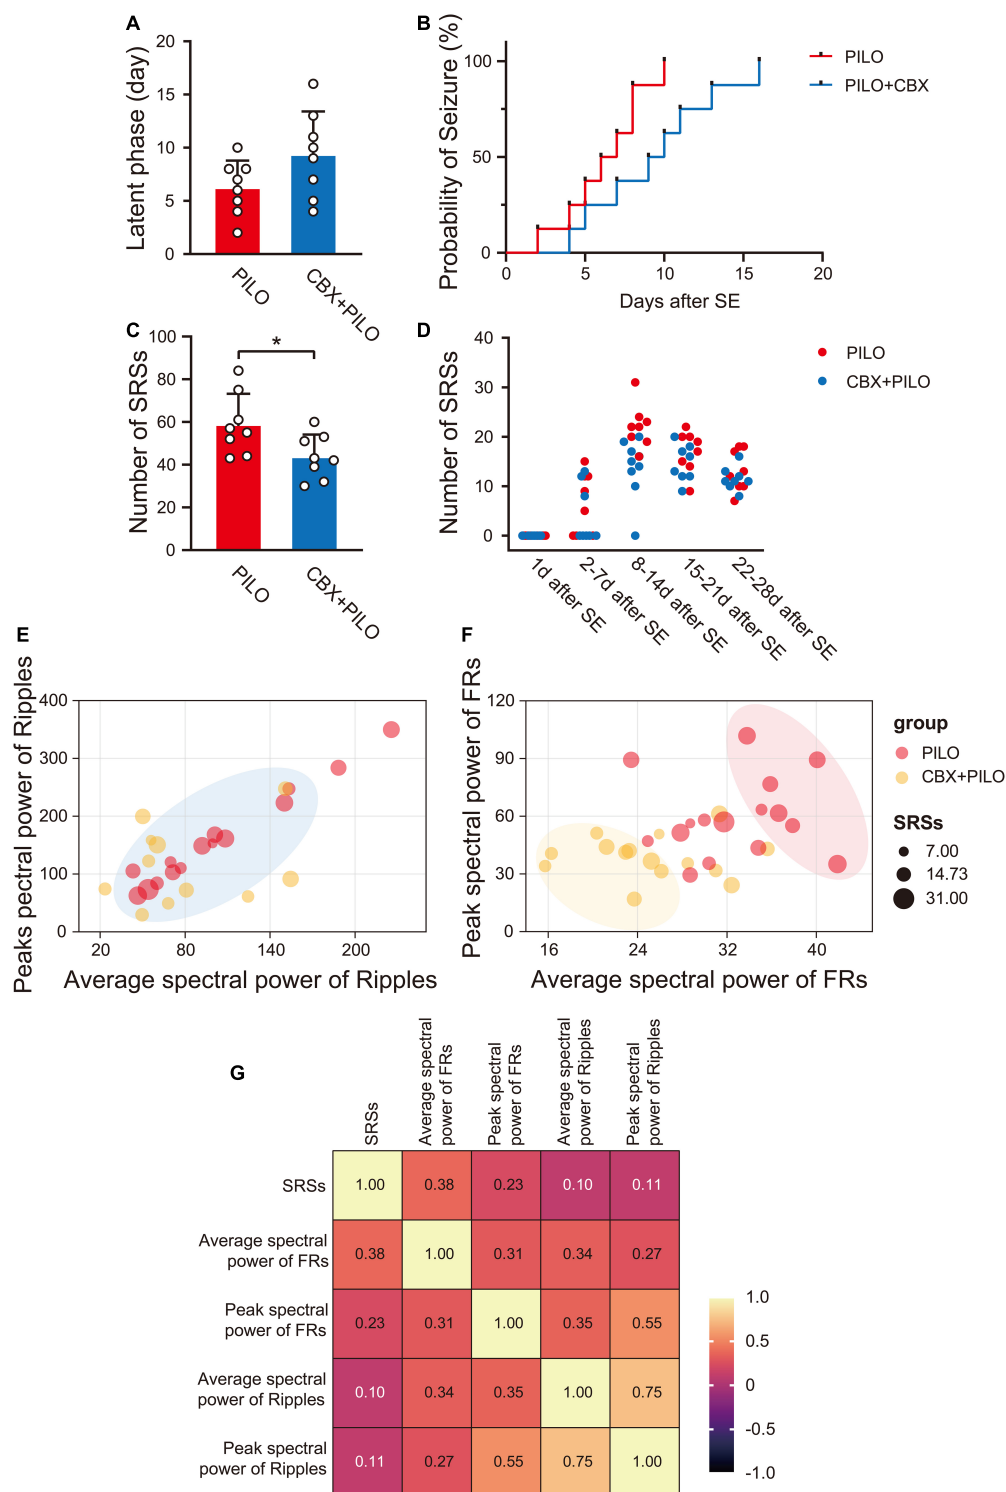 A
Latent phase (day)
20
15
10
5
0
PILO
CBX+PILO
B
Probability of Seizure (%)
100
50
0
0
5
10
15
20
Days after SE
PILO
PILO+CBX
C
Number of SRSs
100
80
60
40
20
0
*
PILO
CBX+PILO
D
Number of SRSs
40
30
20
10
0
1d after SE
2-7d after SE
8-14d after SE
15-21d after SE
22-28d after SE
PILO
CBX+PILO
E
Peaks pectral power of Ripples
400
300
200
100
0
20
80
140
200
Average spectral power of Ripples
F
Peak spectral power of FRs
120
90
60
30
0
16
24
32
40
Average spectral power of FRs
group
PILO
CBX+PILO
SRSs
7.00
14.73
31.00
G
SRSs
Average spectral
power of FRs
Peak spectral
power of FRs
Average spectral
power of Ripples
Peak spectral
power of Ripples
SRSs
1.00 0.38 0.23 0.10 0.11
Average spectral
power of FRs
0.38 1.00 0.31 0.34 0.27
Peak spectral
power of FRs
0.23 0.31 1.00 0.35 0.55
Average spectral
power of Ripples
0.10 0.34 0.35 1.00 0.75
Peak spectral
power of Ripples
0.11 0.27 0.55 0.75 1.00
1.0
0.5
0
-0.5
-1.0